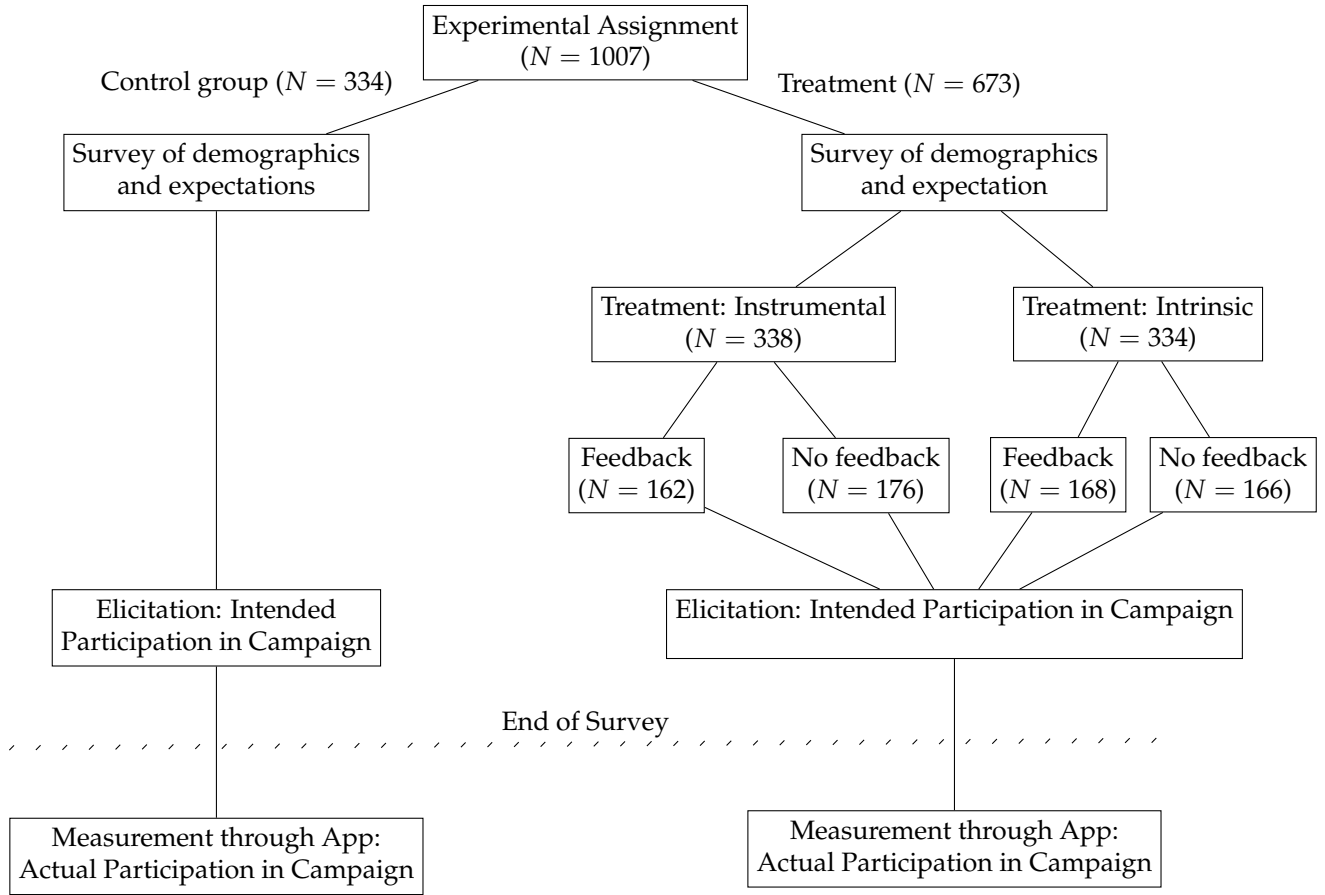 Experimental Assignment
(N = 1007)
Control group (N = 334)
Treatment (N = 673)
Survey of demographics
and expectations
Survey of demographics
and expectation
Treatment: Instrumental
(N = 338)
Treatment: Intrinsic
(N = 334)
Feedback
(N = 162)
No feedback
(N = 176)
Feedback
(N = 168)
No feedback
(N = 166)
Elicitation: Intended
Participation in Campaign
Elicitation: Intended Participation in Campaign
End of Survey
Measurement through App:
Actual Participation in Campaign
Measurement through App:
Actual Participation in Campaign